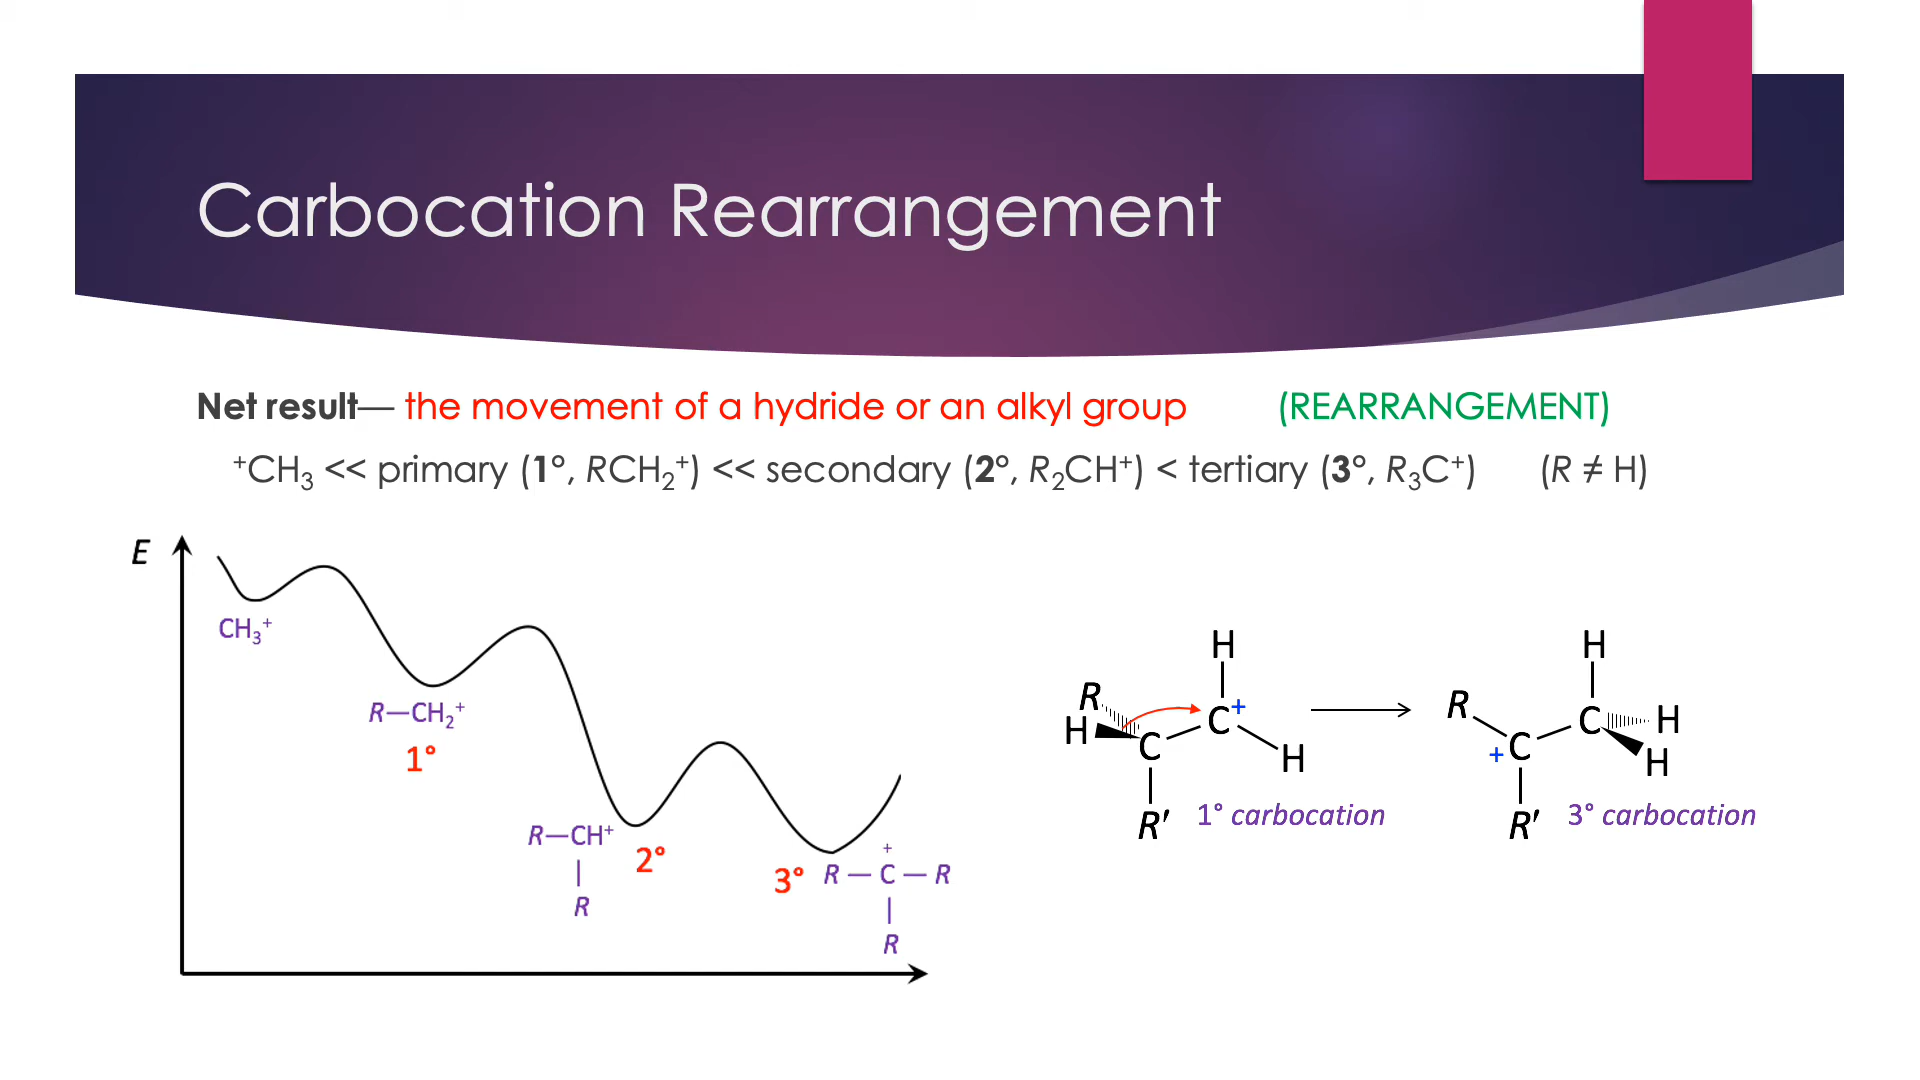 Carbocation Rearrangement
Net result— the movement of a hydride or an alkyl group (REARRANGEMENT)
⁺CH₃ << primary (1°, RCH₂⁺) << secondary (2°, R₂CH⁺) < tertiary (3°, R₃C⁺) (R ≠ H)
E
CH₃⁺
R—CH₂⁺
1°
R—CH⁺
|
R
2°
3°
+
R — C — R
|
R
H
R
H
C+
C
H
R′
1° carbocation
H
R
C
H
+C
H
R′
3° carbocation